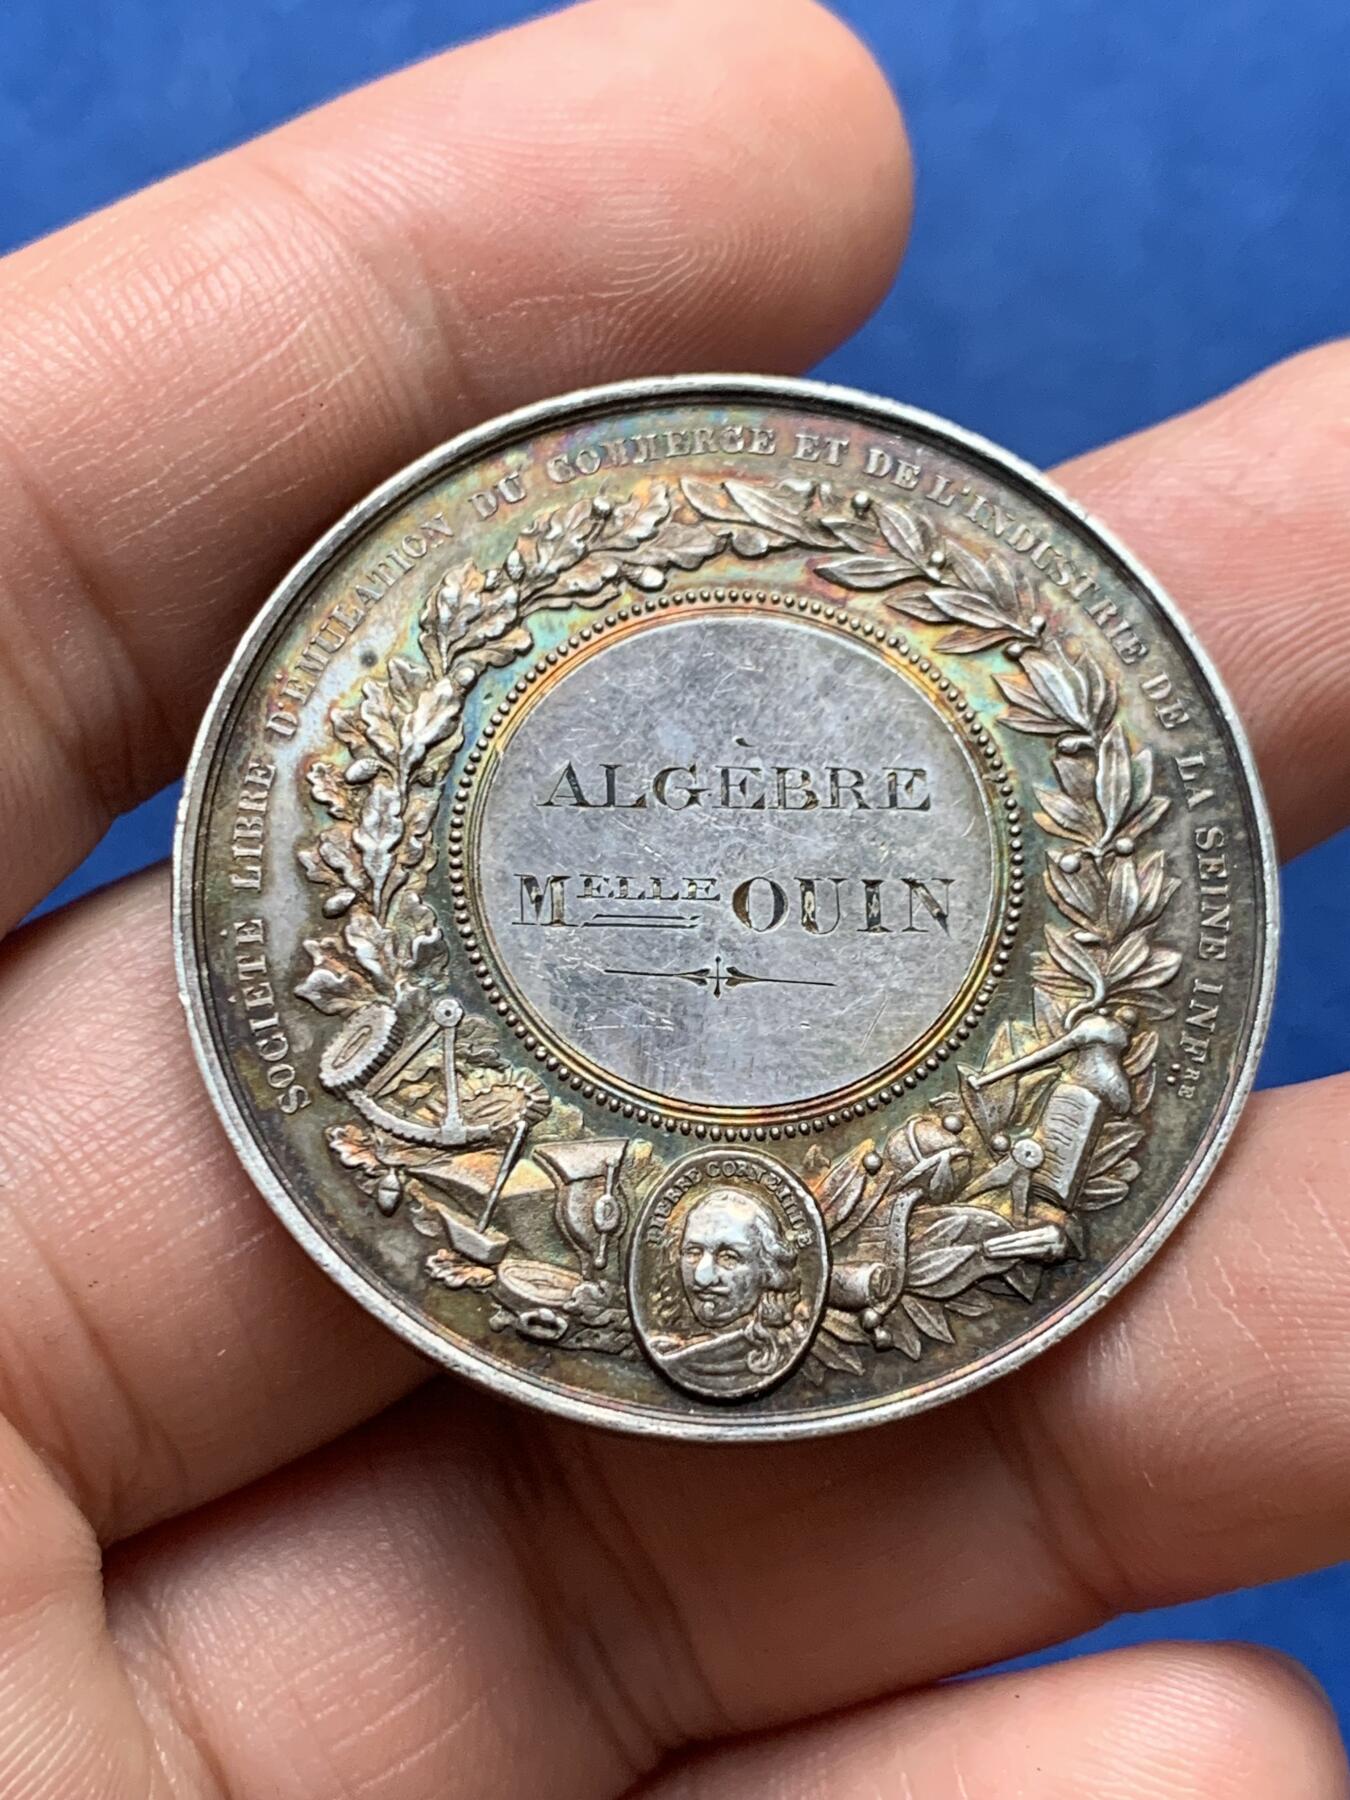 SOCIÉTÉ LIBRE D'ÉMULATION DU COMMERCE ET DE L'INDUSTRIE DE LA SEINE INFRE
ALGÈBRE
MELLE OUIN
PIERRE CORNEILLE